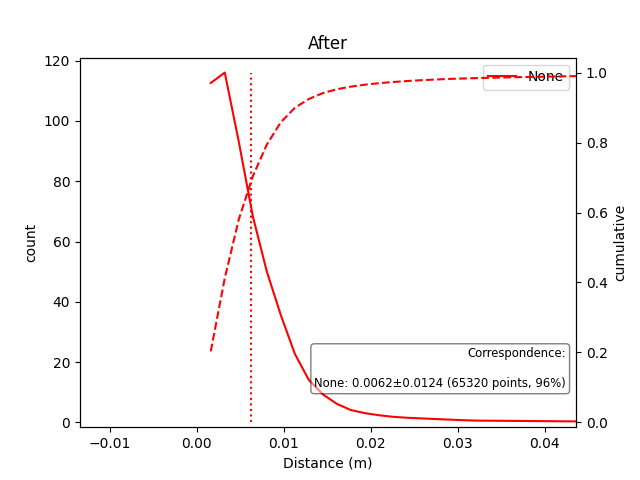 After
120
100
80
60
40
20
0
count
1.0
0.8
0.6
0.4
0.2
0.0
cumulative
None
Correspondence:
None: 0.0062±0.0124 (65320 points, 96%)
−0.01
0.00
0.01
0.02
0.03
0.04
Distance (m)